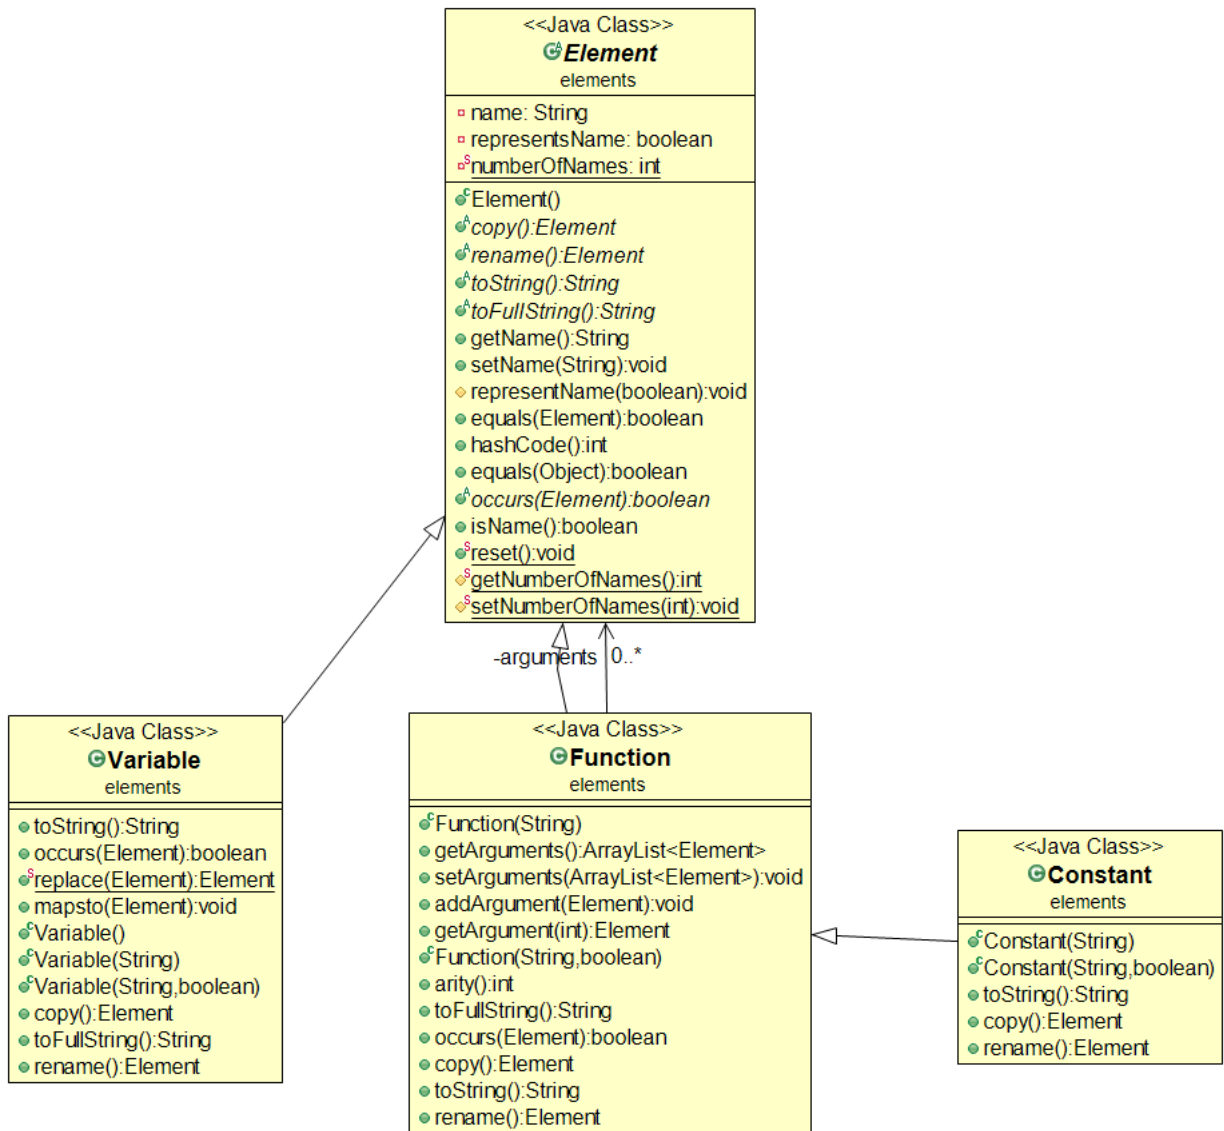 <<Java Class>>
Element
elements
name: String
representsName: boolean
numberOfNames: int
Element()
copy():Element
rename():Element
toString():String
toFullString():String
getName():String
setName(String):void
representName(boolean):void
equals(Element):boolean
hashCode():int
equals(Object):boolean
occurs(Element):boolean
isName():boolean
reset():void
getNumberOfNames():int
setNumberOfNames(int):void
-arguments 0..*
<<Java Class>>
Variable
elements
toString():String
occurs(Element):boolean
replace(Element):Element
mapsto(Element):void
Variable()
Variable(String)
Variable(String,boolean)
copy():Element
toFullString():String
rename():Element
<<Java Class>>
Function
elements
Function(String)
getArguments():ArrayList<Element>
setArguments(ArrayList<Element>):void
addArgument(Element):void
getArgument(int):Element
Function(String,boolean)
arity():int
toFullString():String
occurs(Element):boolean
copy():Element
toString():String
rename():Element
<<Java Class>>
Constant
elements
Constant(String)
Constant(String,boolean)
toString():String
copy():Element
rename():Element